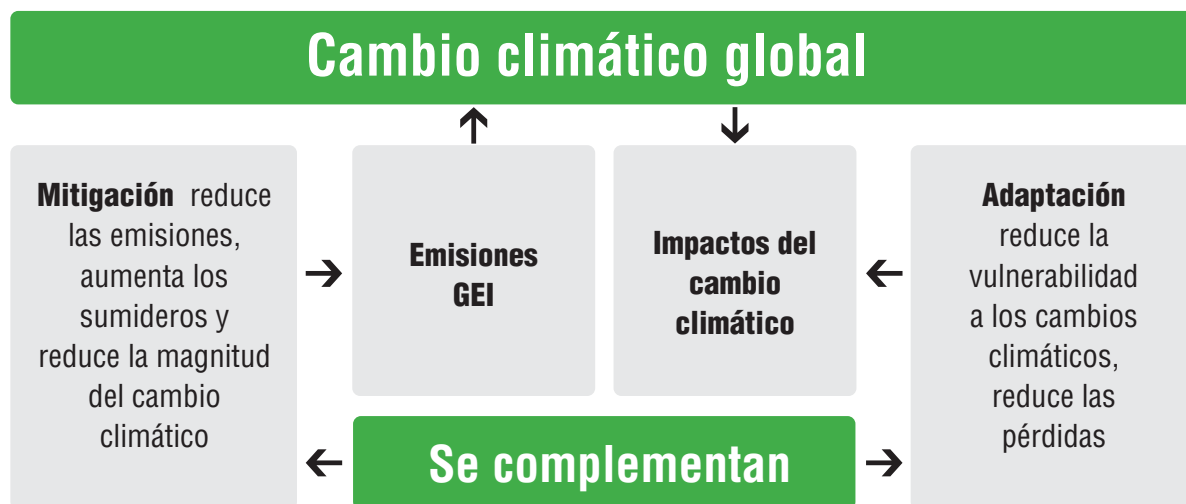 Cambio climático global
Mitigación reduce
las emisiones,
aumenta los
sumideros y
reduce la magnitud
del cambio
climático
Emisiones
GEI
Impactos del
cambio
climático
Adaptación
reduce la
vulnerabilidad
a los cambios
climáticos,
reduce las
pérdidas
Se complementan